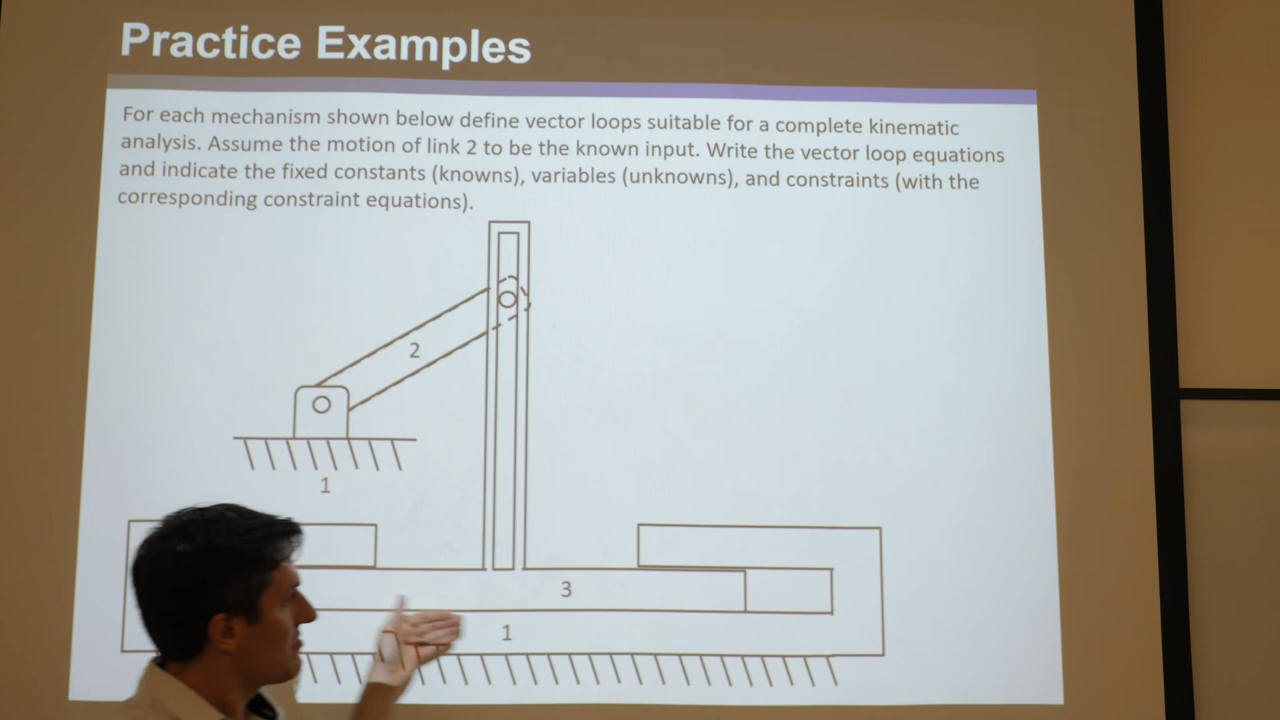 Practice Examples
For each mechanism shown below define vector loops suitable for a complete kinematic
analysis. Assume the motion of link 2 to be the known input. Write the vector loop equations
and indicate the fixed constants (knowns), variables (unknowns), and constraints (with the
corresponding constraint equations).
2
1
3
1